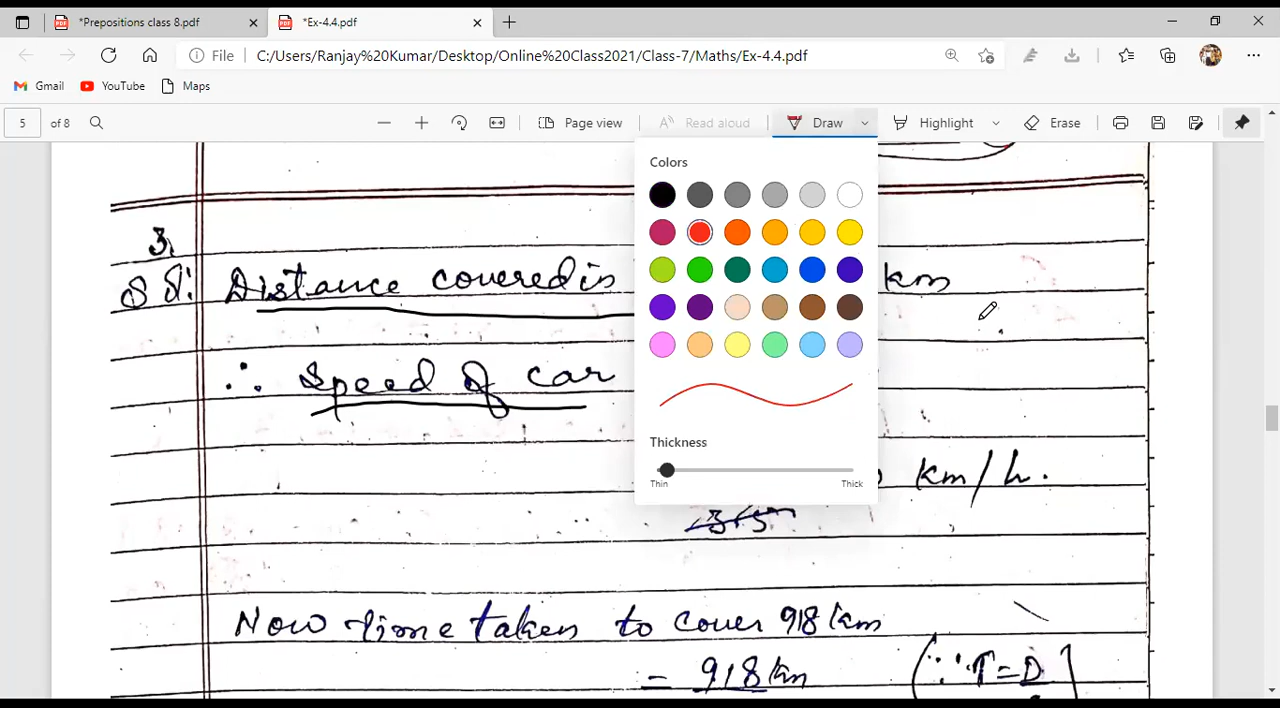 *Prepositions class 8.pdf
*Ex-4.4.pdf
File C:/Users/Ranjay%20Kumar/Desktop/Online%20Class2021/Class-7/Maths/Ex-4.4.pdf
Gmail YouTube Maps
5 of 8 Page view Read aloud Draw Highlight Erase
Colors
Thickness
Thin Thick
3.
Sol: Distance covered in km
∴ Speed of car
km/h.
Now time taken to cover 918 km
= 918 km (∵ T = D